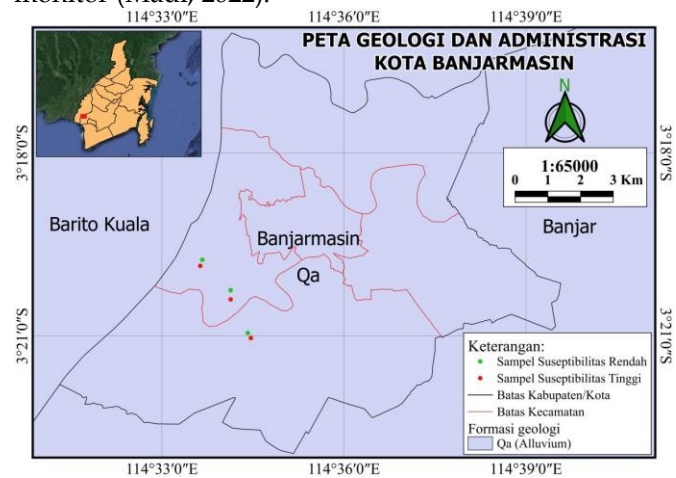 monitor (Madi, 2022).
114°33'0"E 114°36'0"E 114°39'0"E
PETA GEOLOGI DAN ADMINISTRASI
KOTA BANJARMASIN
N
3°18'0"S 3°18'0"S
1:65000
0 1 2 3 Km
Barito Kuala
Banjarmasin
Banjar
Qa
3°21'0"S 3°21'0"S
Keterangan:
Sampel Suseptibilitas Rendah
Sampel Suseptibilitas Tinggi
Batas Kabupaten/Kota
Batas Kecamatan
Formasi geologi
Qa (Alluvium)
114°33'0"E 114°36'0"E 114°39'0"E